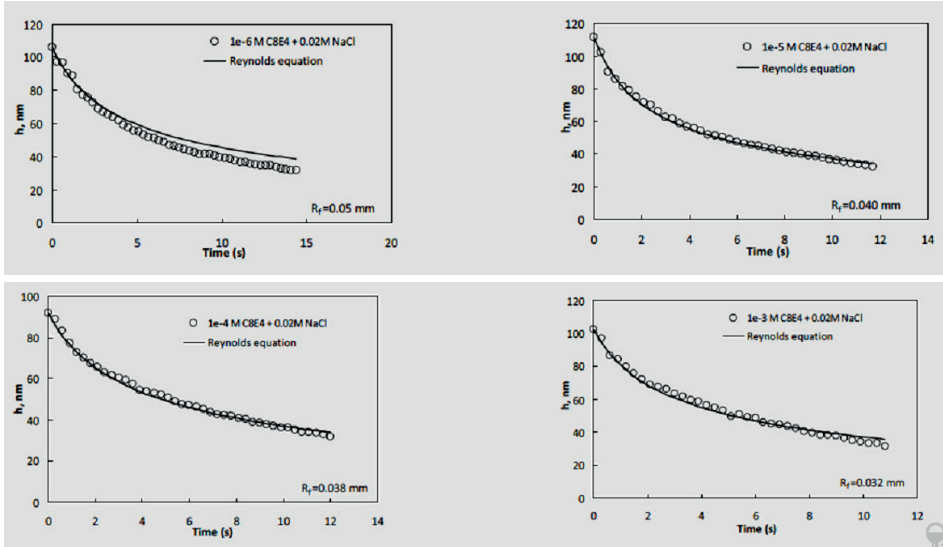 120
100
80
60
40
20
0
h, nm
1e-6 M C8E4 + 0.02M NaCl
Reynolds equation
Rf=0.05 mm
0 5 10 15 20
Time (s)
120
100
80
60
40
20
0
h, nm
1e-5 M C8E4 + 0.02M NaCl
Reynolds equation
Rf=0.040 mm
0 2 4 6 8 10 12 14
Time (s)
100
80
60
40
20
0
h, nm
1e-4 M C8E4 + 0.02M NaCl
Reynolds equation
Rf=0.038 mm
0 2 4 6 8 10 12 14
Time (s)
120
100
80
60
40
20
0
h, nm
1e-3 M C8E4 + 0.02M NaCl
Reynolds equation
Rf=0.032 mm
0 2 4 6 8 10 12
Time (s)